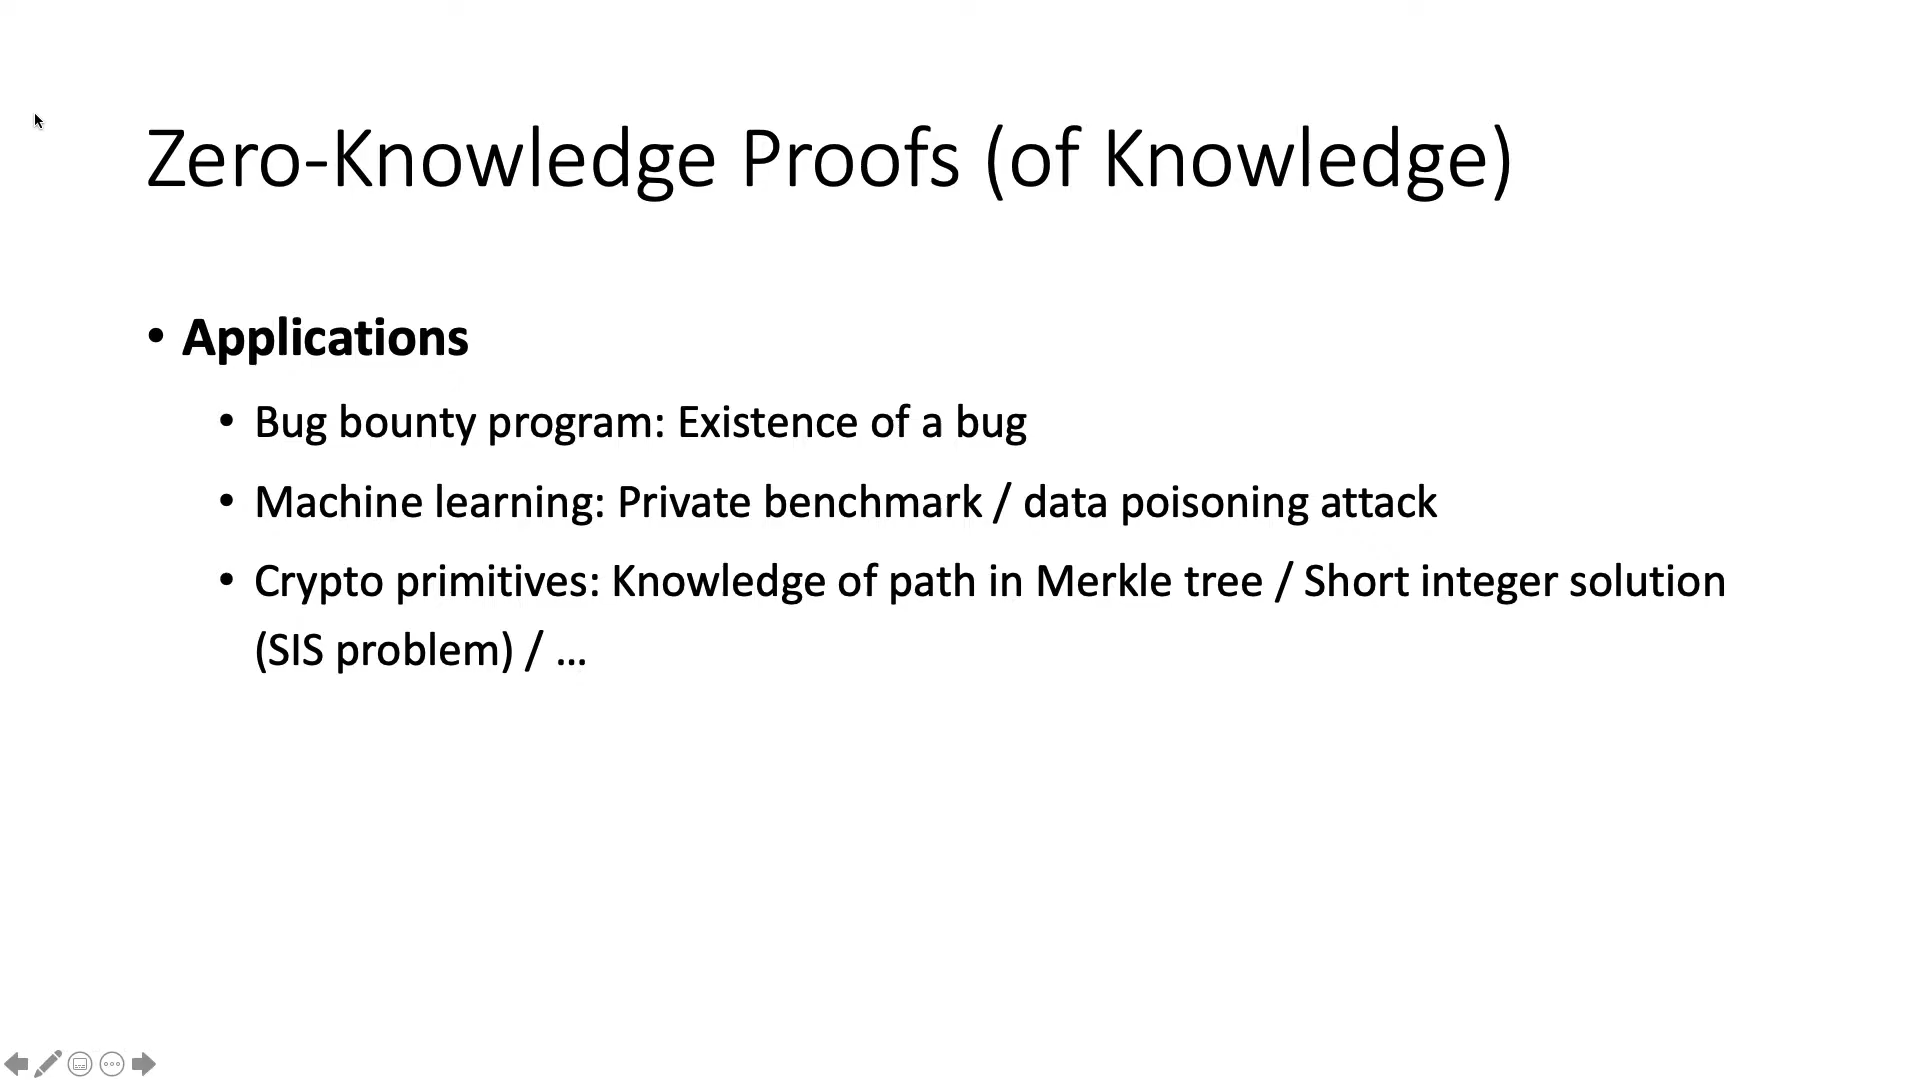 Zero-Knowledge Proofs (of Knowledge)
• Applications
• Bug bounty program: Existence of a bug
• Machine learning: Private benchmark / data poisoning attack
• Crypto primitives: Knowledge of path in Merkle tree / Short integer solution
(SIS problem) / ...